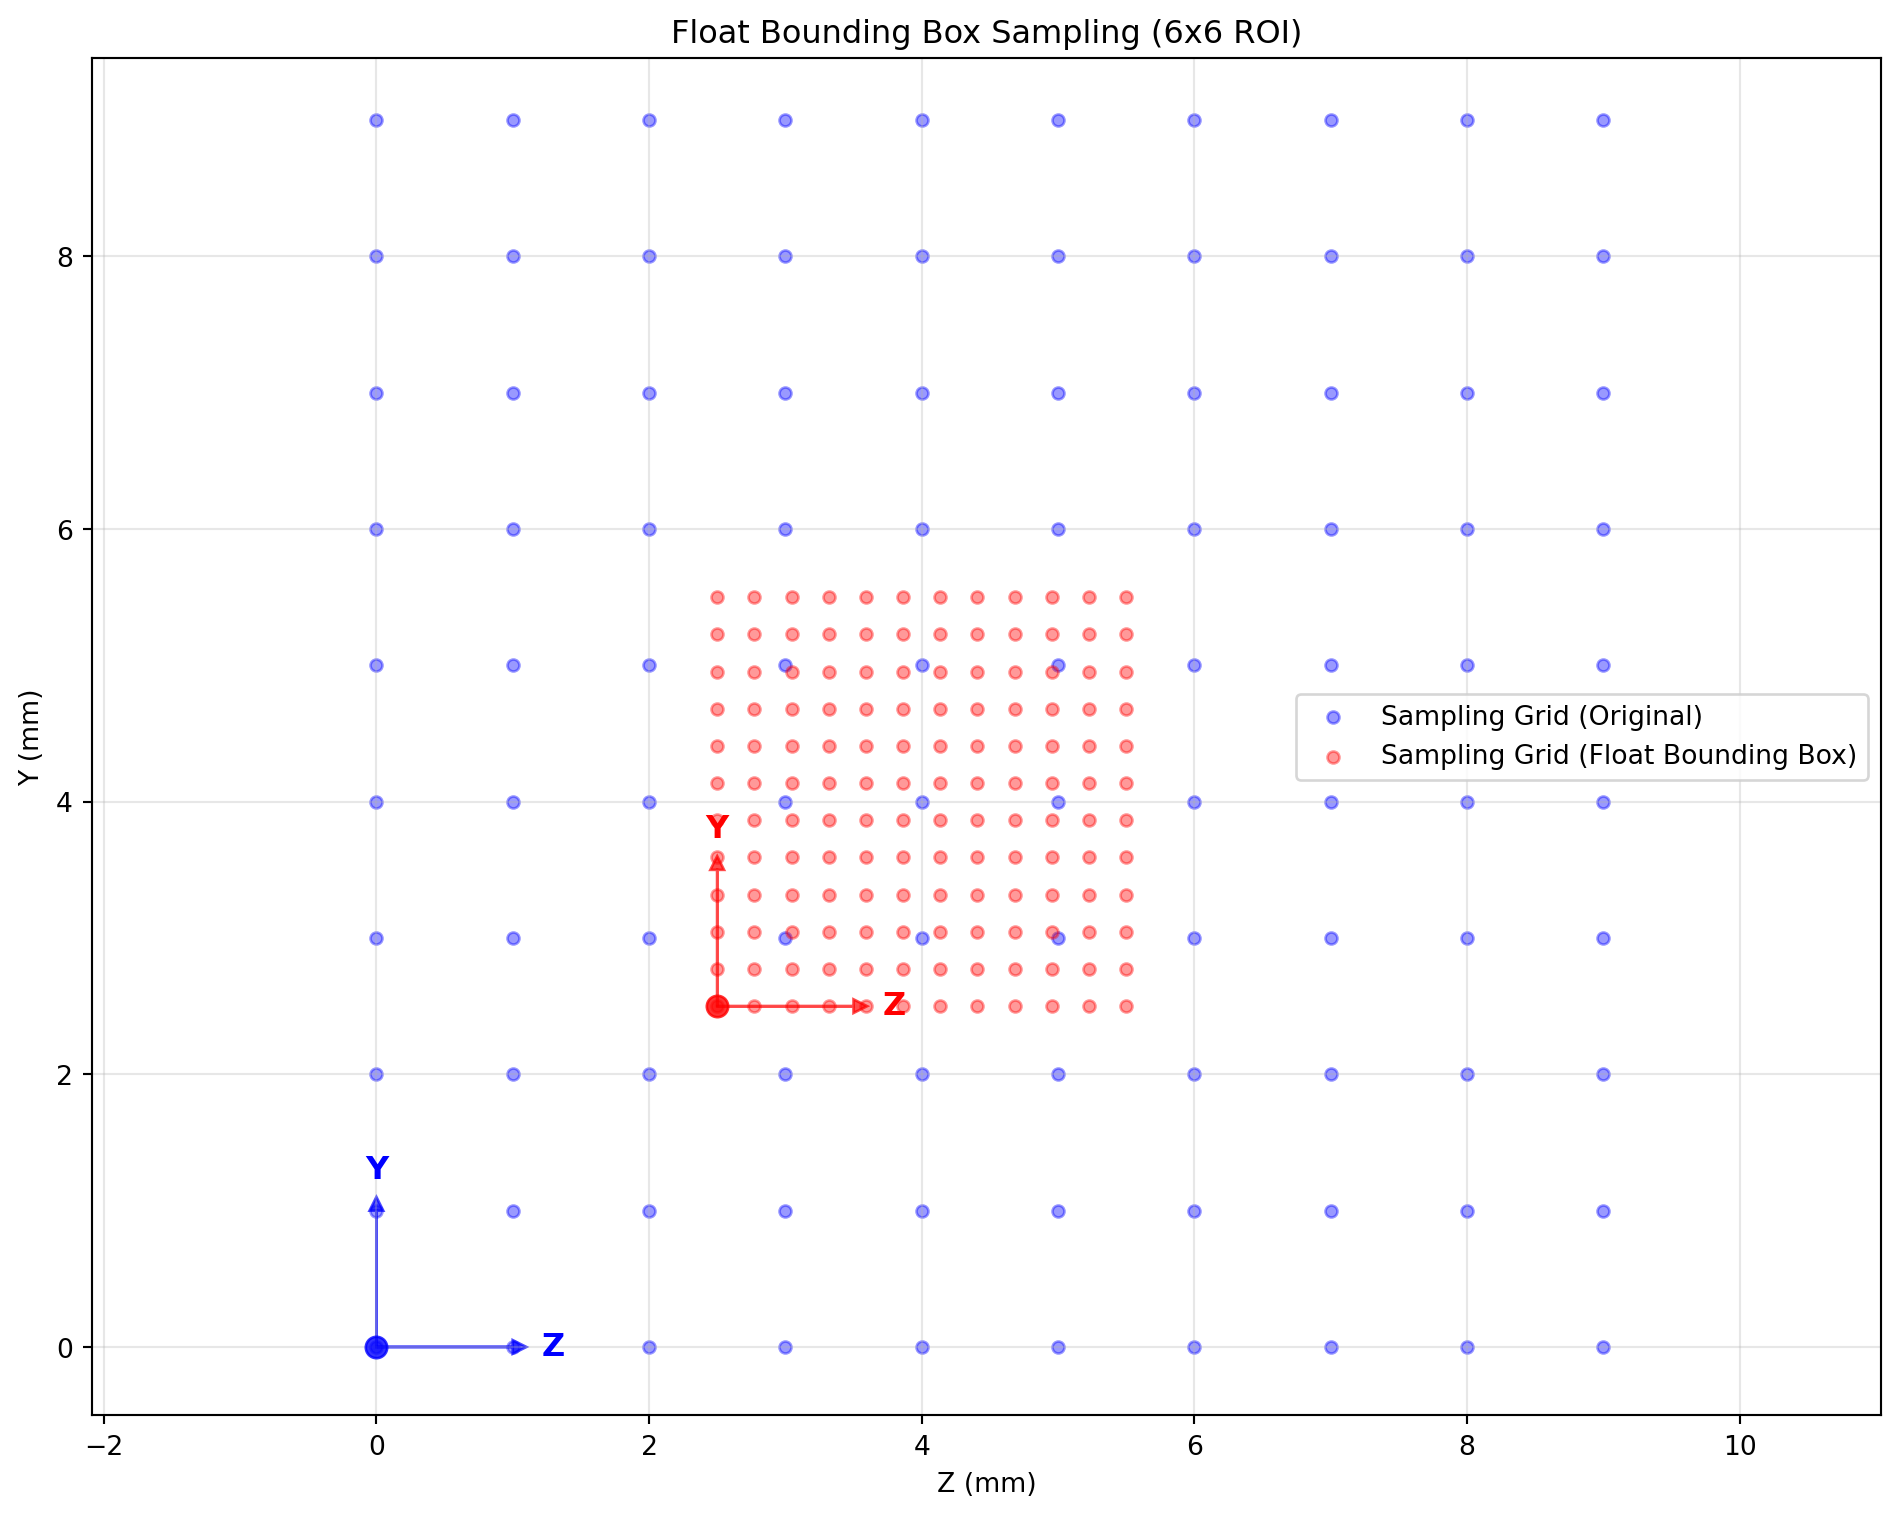 Float Bounding Box Sampling (6x6 ROI)
8
6
Y (mm)
Sampling Grid (Original)
Sampling Grid (Float Bounding Box)
4
Y
Z
2
Y
Z
0
−2 0 2 4 6 8 10
Z (mm)